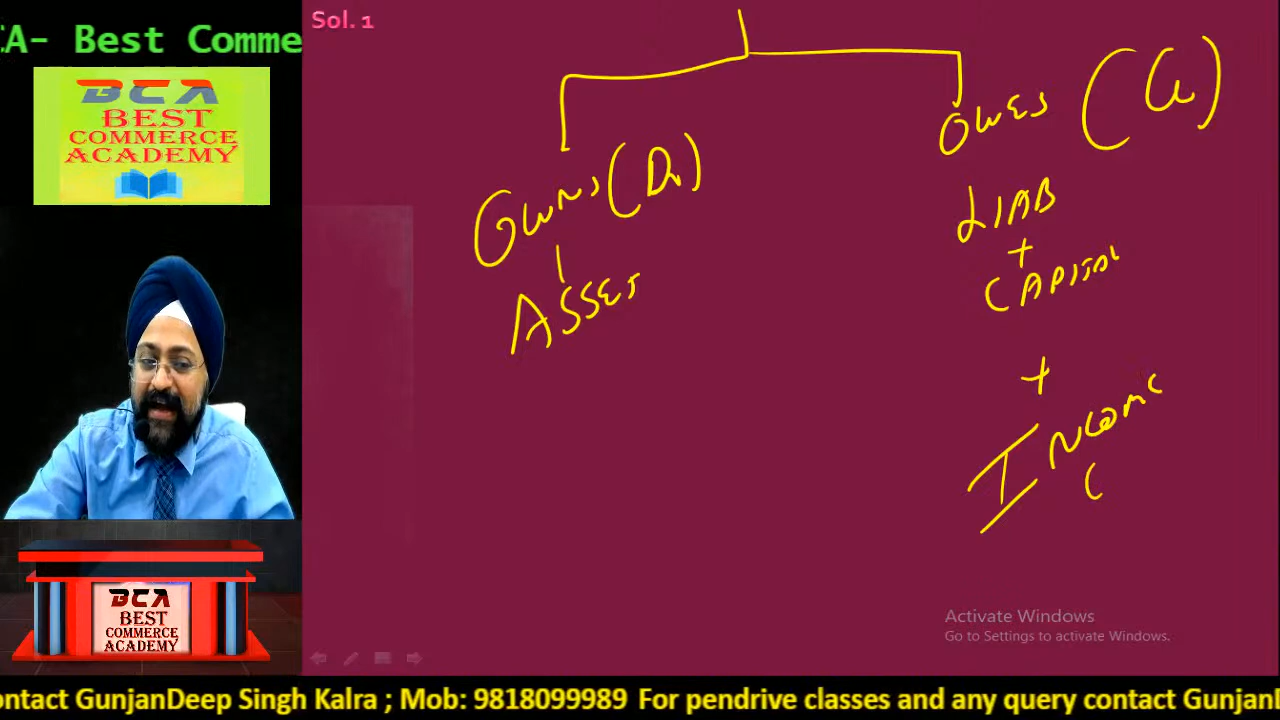 CA- Best Comme
Sol. 1
BCA
BEST
COMMERCE
ACADEMY
OWES (Cr)
OWNS (Dr)
LIAB
+
CAPITAL
ASSET
+
INCOME
(
BCA
BEST
COMMERCE
ACADEMY
Activate Windows
Go to Settings to activate Windows.
ontact GunjanDeep Singh Kalra ; Mob: 9818099989 For pendrive classes and any query contact Gunjan